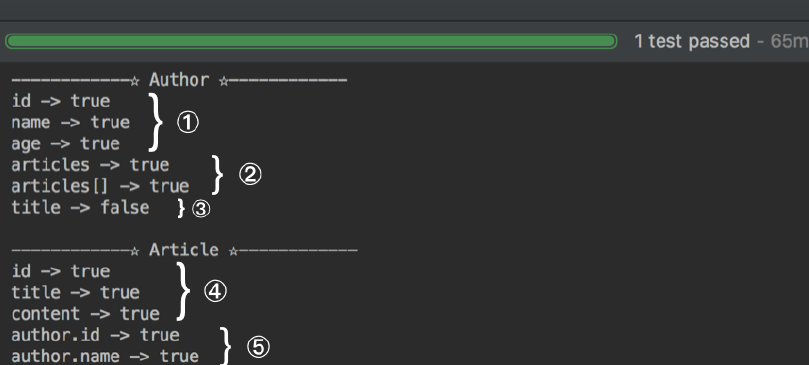 1 test passed - 65m
————————————☆ Author ☆————————————
id -> true
name -> true
age -> true
①
articles -> true
articles[] -> true
②
title -> false
③
————————————☆ Article ☆————————————
id -> true
title -> true
content -> true
④
author.id -> true
author.name -> true
⑤